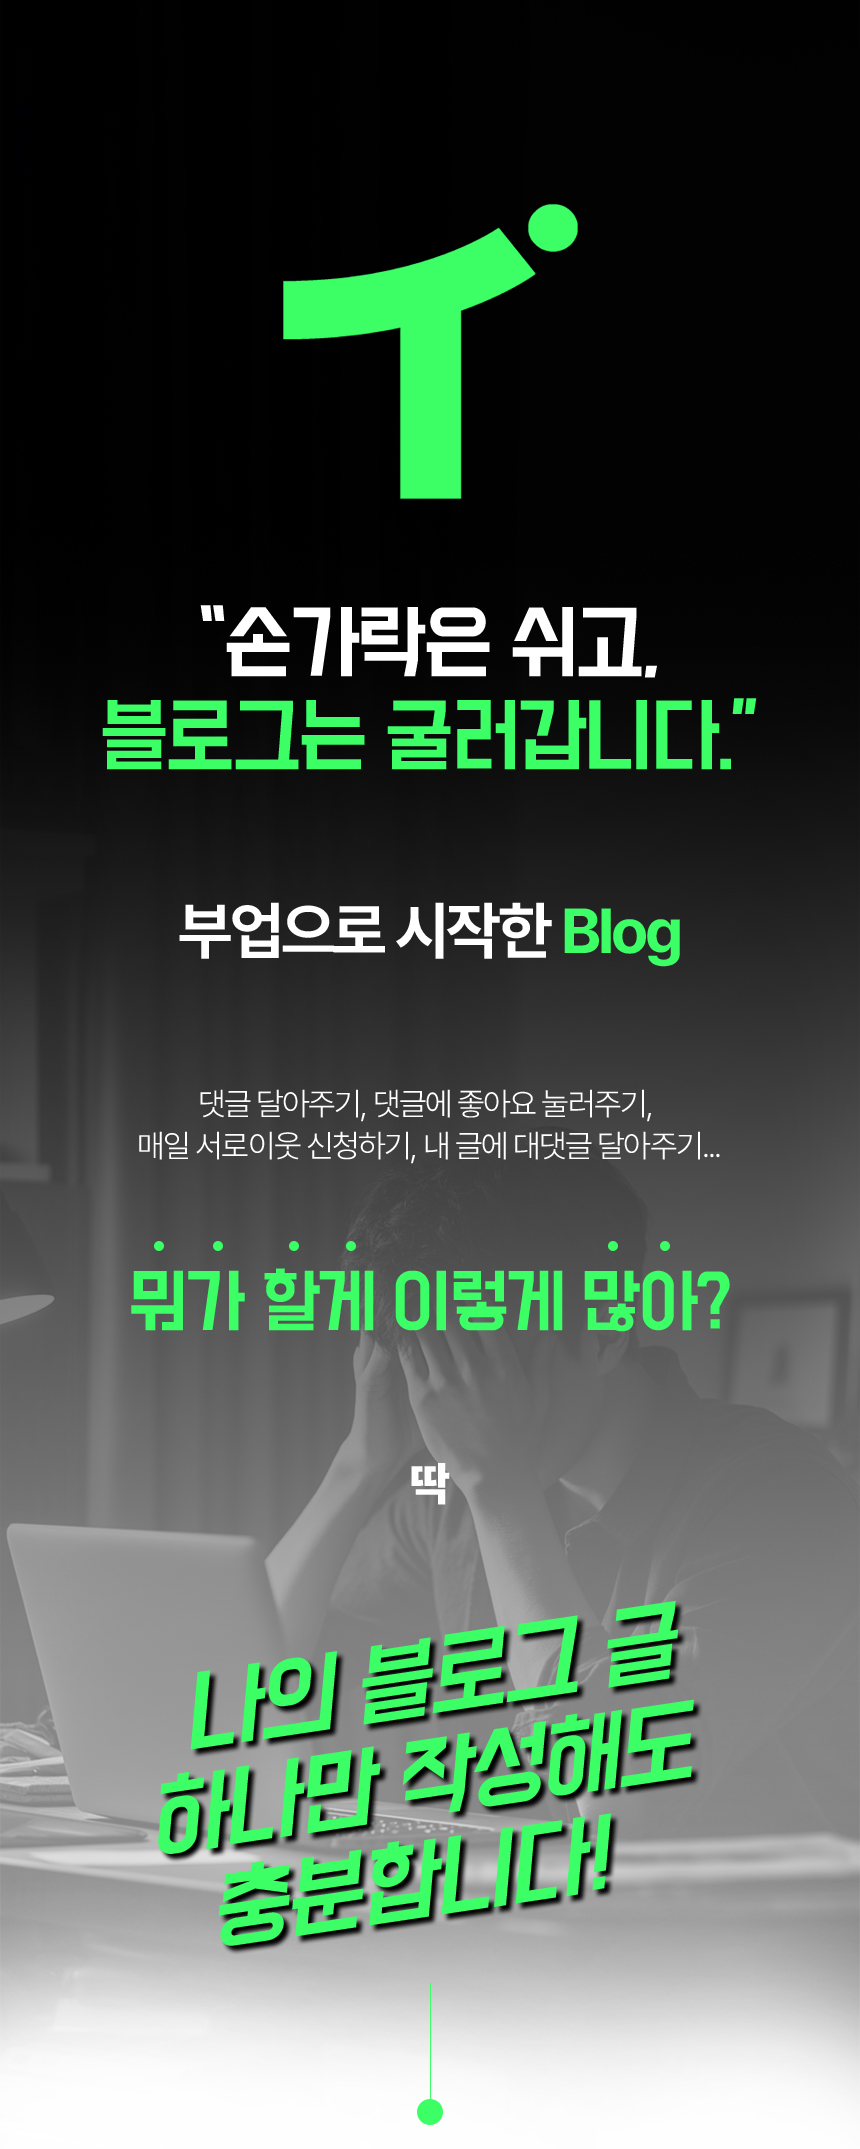 "손가락은 쉬고,
블로그는 굴러갑니다."
부업으로 시작한 Blog
댓글 달아주기, 댓글에 좋아요 눌러주기,
매일 서로이웃 신청하기, 내 글에 대댓글 달아주기...
뭐가 할게 이렇게 많아?
딱
나의 블로그 글
하나만 작성해도
충분합니다!